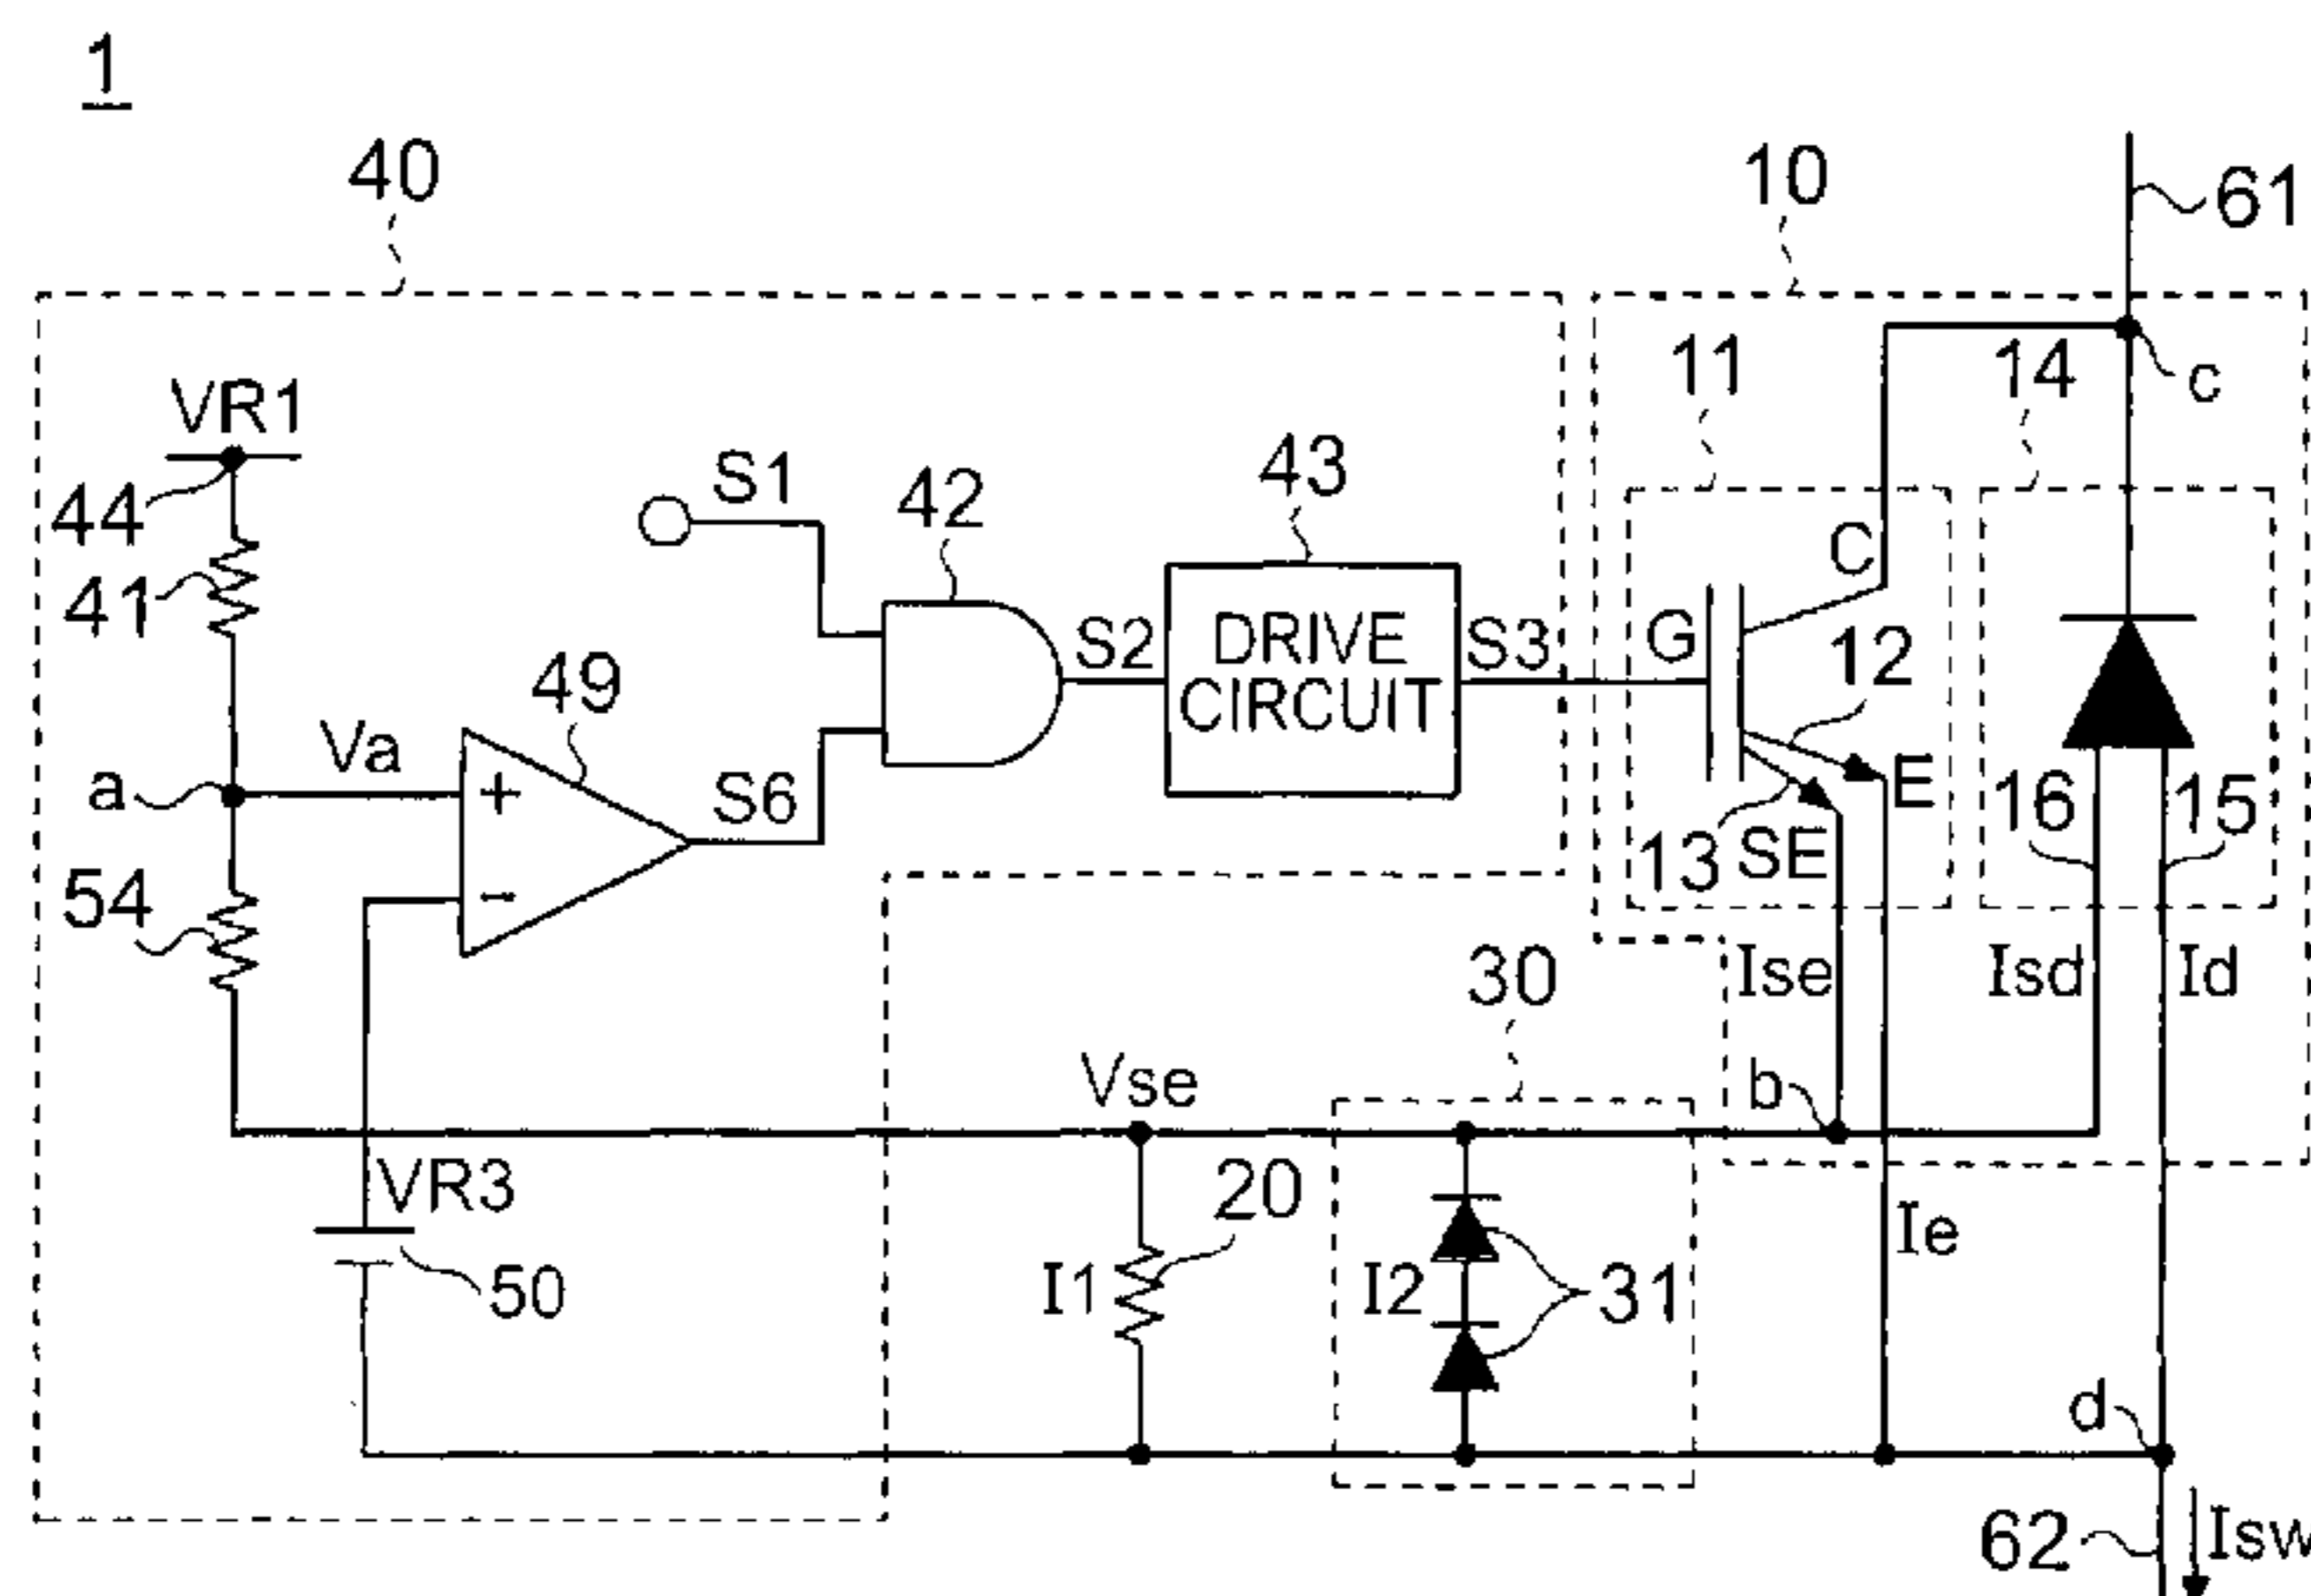 1
40
10
61
11
14
c
VR1
44
S1
42
43
C
41
G
12
S2
DRIVE
CIRCUIT
S3
49
Va
a
+
S6
E
16
15
13
SE
54
-
30
Ise
Isd
Id
Vse
b
VR3
20
Ie
50
I1
I2
31
d
62
Isw